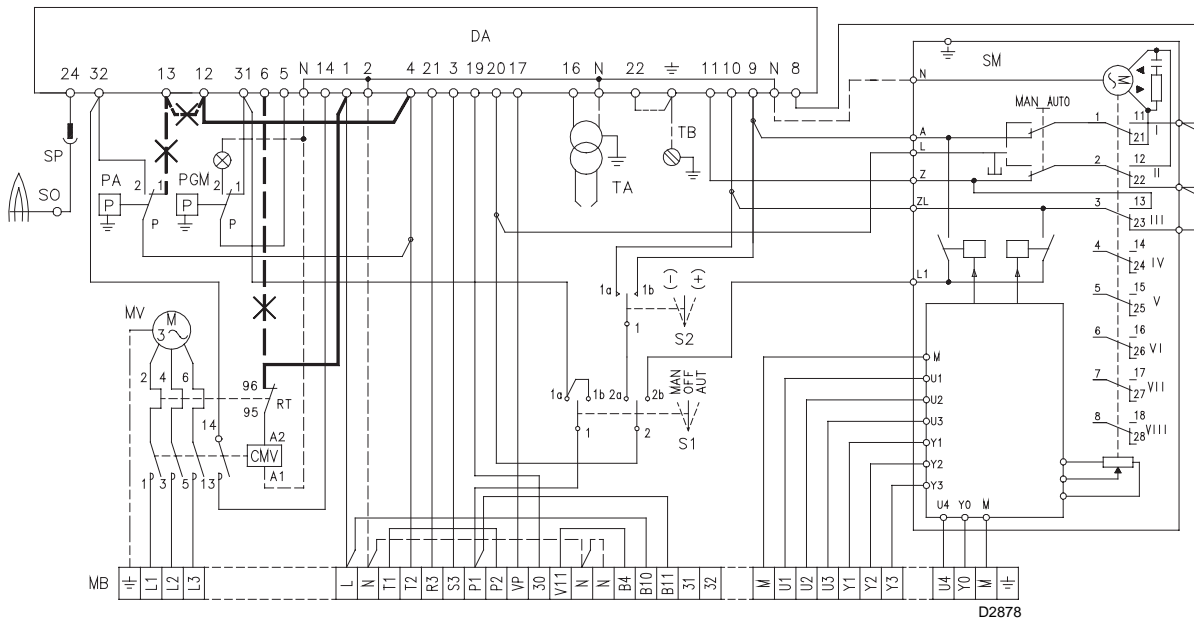 DA
24 32 13 12 31 6 5 N 14 1 2 4 21 3 19 20 17 16 N 22 11 10 9 N 8
SM
N
M
MAN AUTO
1 11 21 I
2 12 22 II
3 13 23 III
4 14 24 IV
5 15 25 V
6 16 26 VI
7 17 27 VII
8 18 28 VIII
A
L
Z
ZL
L1
SP
SO
PA
P
2 1
P
PGM
P
2 1
P
TA
TB
(-) (+)
1a 1b
1
S2
MAN
OFF
AUT
1a 1b 2a 2b
1 2
S1
MV
M
3
2 4 6
96
RT
95
14
A2
CMV
A1
1 3 5 13
M
U1
U2
U3
Y1
Y2
Y3
U4 Y0 M
MB
L1 L2 L3 L N T1 T2 R3 S3 P1 P2 VP 30 V11 N N B4 B10 B11 31 32 M U1 U2 U3 Y1 Y2 Y3 U4 Y0 M
D2878